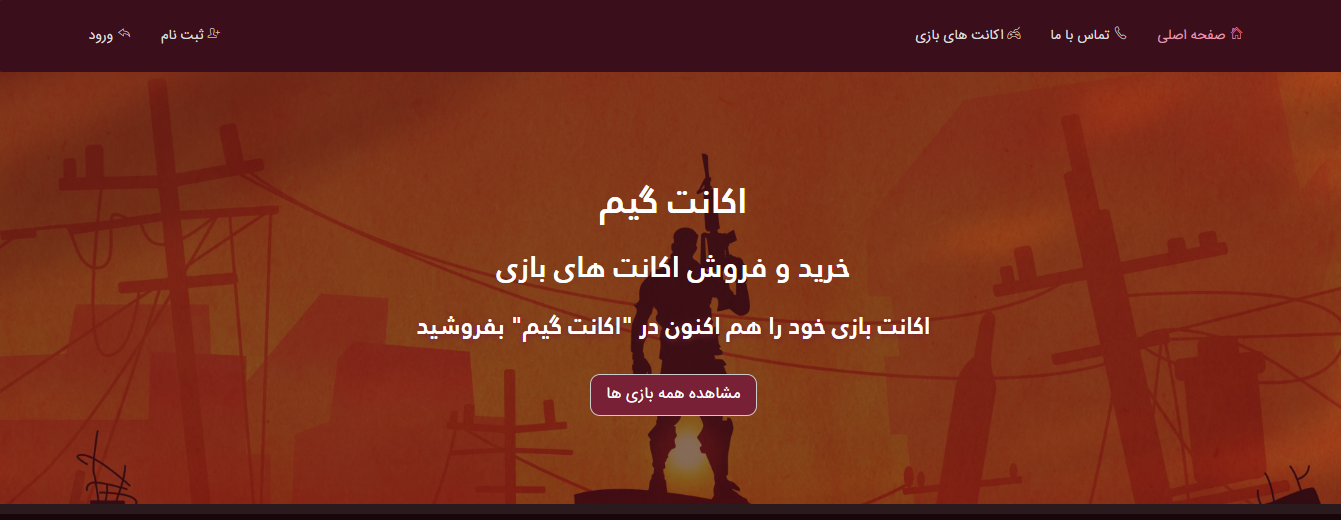 صفحه اصلی
تماس با ما
اکانت های بازی
ثبت نام
ورود
اکانت گیم
خرید و فروش اکانت های بازی
اکانت بازی خود را هم اکنون در "اکانت گیم" بفروشید
مشاهده همه بازی ها